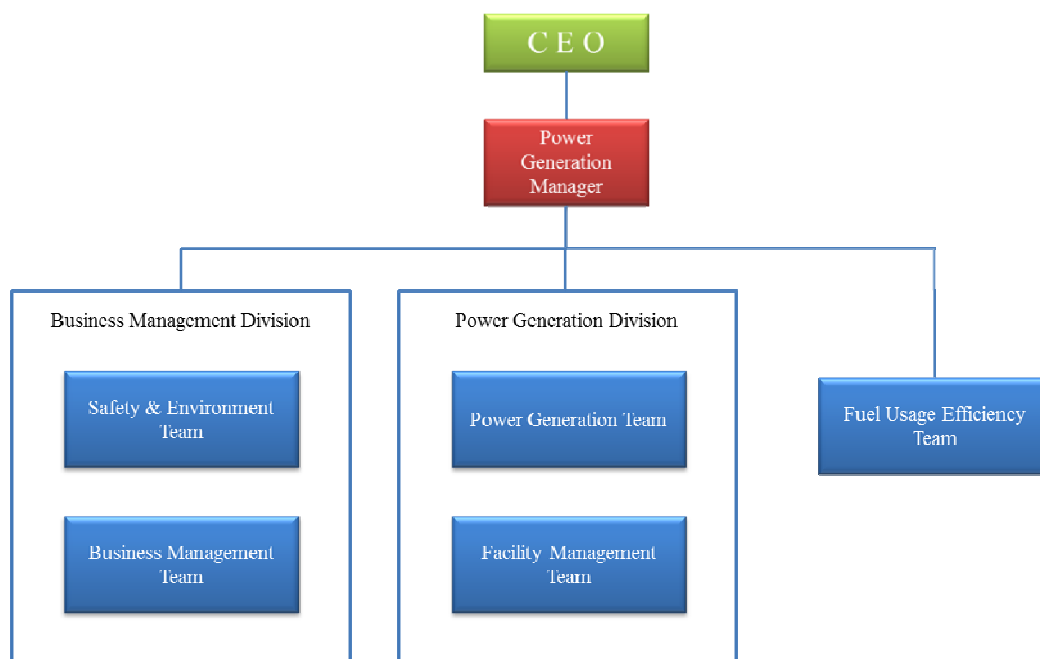 C E O
Power
Generation
Manager
Business Management Division
Power Generation Division
Safety & Environment
Team
Power Generation Team
Fuel Usage Efficiency
Team
Business Management
Team
Facility Management
Team